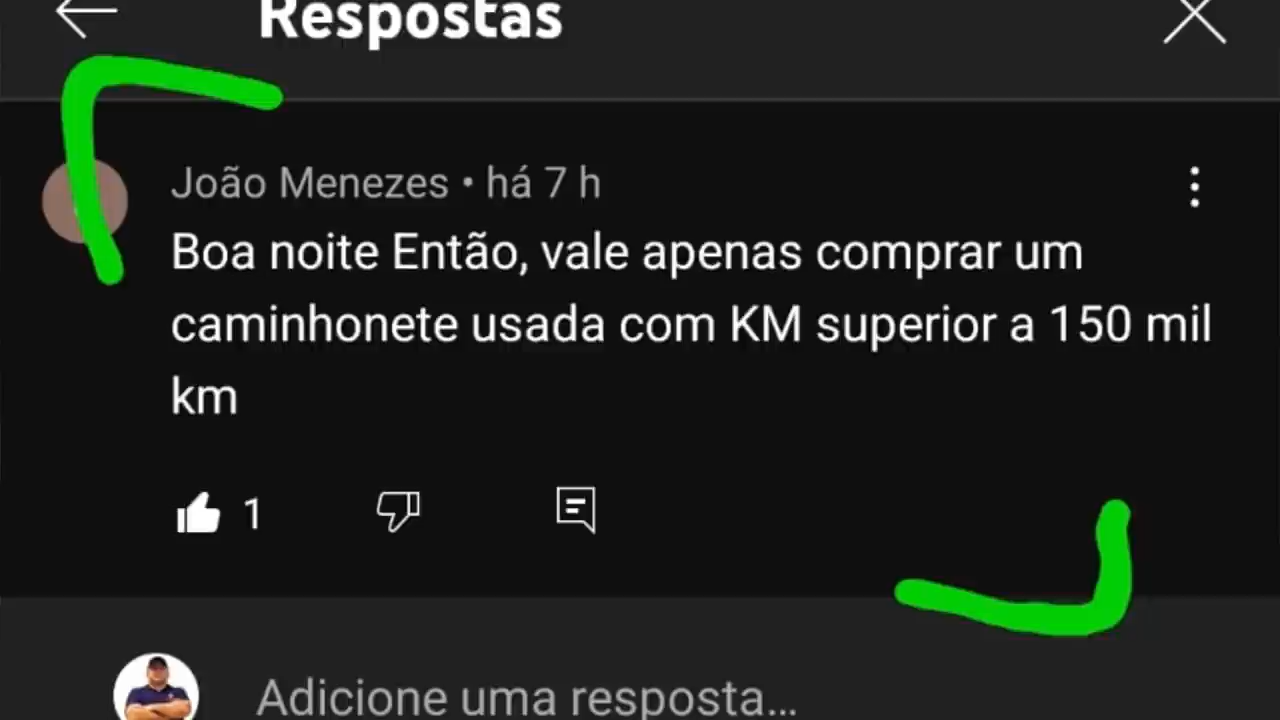 Respostas
João Menezes • há 7 h
Boa noite Então, vale apenas comprar um
caminhonete usada com KM superior a 150 mil
km
1
Adicione uma resposta...